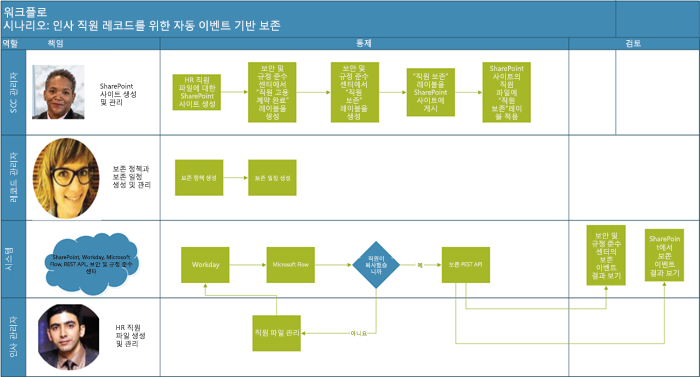 워크플로
시나리오: 인사 직원 레코드를 위한 자동 이벤트 기반 보존
역할
책임
통제
검토
SCC 관리자
SharePoint
사이트 생성
및 관리
HR 직원
파일에 대한
SharePoint
사이트 생성
보안 및
규정 준수
센터에서
"직원 고용
계약 완료"
레이블을
생성
보안 및
규정 준수
센터에서
"직원
보존"
레이블을
생성
"직원 보존"
레이블을
SharePoint
사이트에
게시
SharePoint
사이트의
직원
파일에
"직원
보존"레이
블 적용
레코드 관리자
보존 정책과
보존 일정
생성 및 관리
보존 정책 생성
보존 일정 생성
시스템
SharePoint, Workday, Microsoft
Flow, REST API, 보안 및 규정 준수
센터
Workday
Microsoft Flow
직원이
퇴사했습
니까
예
보존 REST API
보안 및
규정 준수
센터의
보존
이벤트
결과 보기
SharePoin
t에서
보존
이벤트
결과 보기
인사 관리자
HR 직원
파일 생성
및 관리
직원 파일 관리
아니요